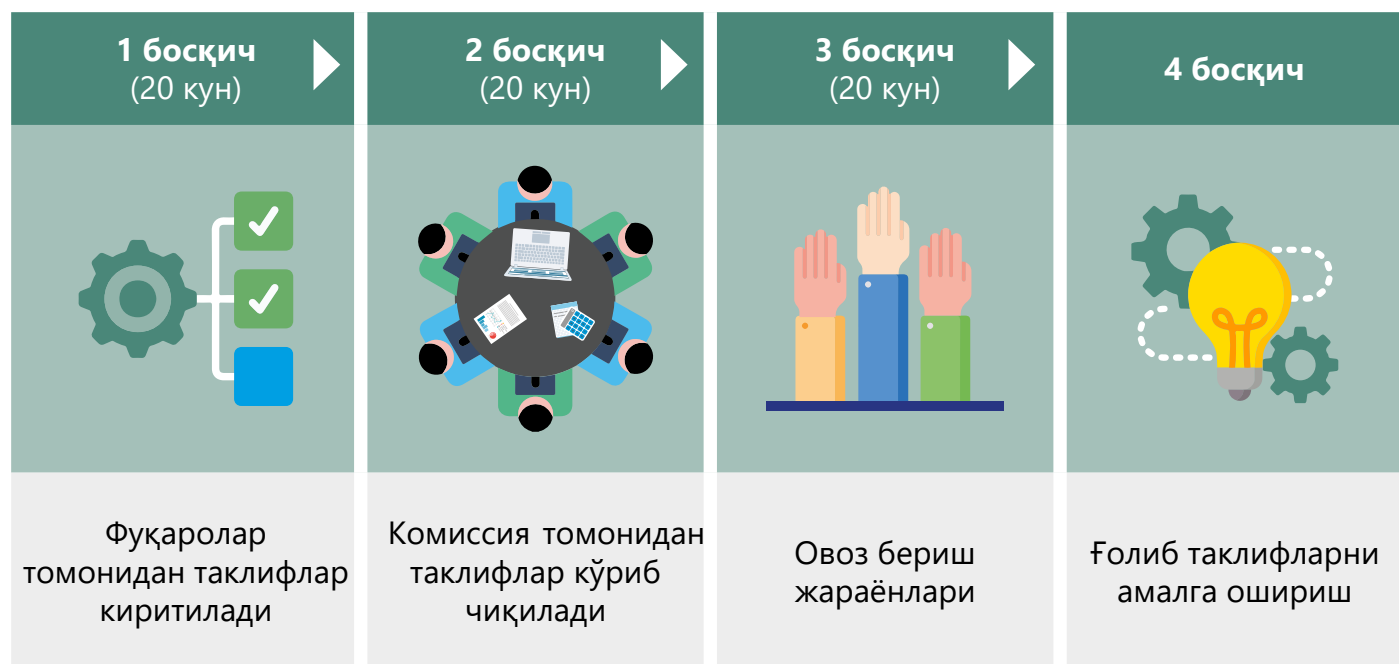 1 босқич
(20 кун)
2 босқич
(20 кун)
3 босқич
(20 кун)
4 босқич
Фуқаролар
томонидан таклифлар
киритилади
Комиссия томонидан
таклифлар кўриб
чиқилади
Овоз бериш
жараёнлари
Ғолиб таклифларни
амалга ошириш